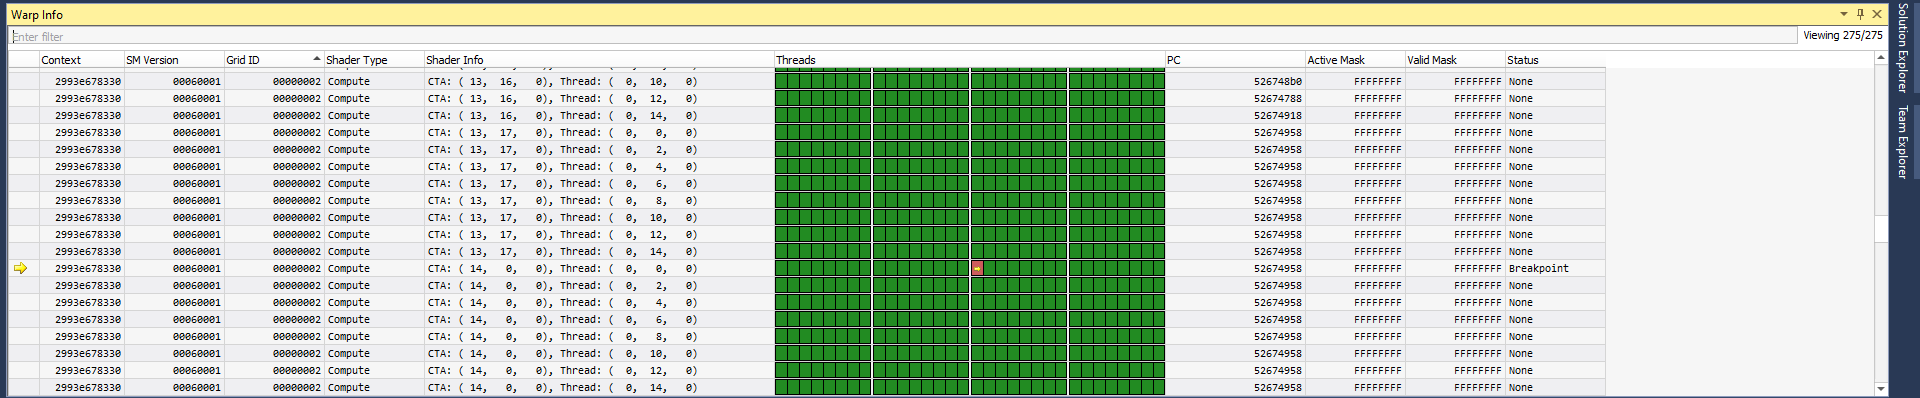 Warp Info
Enter filter
Viewing 275/275
Context SM Version Grid ID Shader Type Shader Info Threads PC Active Mask Valid Mask Status
2993e678330 00060001 00000002 Compute CTA: ( 13, 16, 0), Thread: ( 0, 10, 0) 526748b0 FFFFFFFF FFFFFFFF None
2993e678330 00060001 00000002 Compute CTA: ( 13, 16, 0), Thread: ( 0, 12, 0) 52674788 FFFFFFFF FFFFFFFF None
2993e678330 00060001 00000002 Compute CTA: ( 13, 16, 0), Thread: ( 0, 14, 0) 52674918 FFFFFFFF FFFFFFFF None
2993e678330 00060001 00000002 Compute CTA: ( 13, 17, 0), Thread: ( 0, 0, 0) 52674958 FFFFFFFF FFFFFFFF None
2993e678330 00060001 00000002 Compute CTA: ( 13, 17, 0), Thread: ( 0, 2, 0) 52674958 FFFFFFFF FFFFFFFF None
2993e678330 00060001 00000002 Compute CTA: ( 13, 17, 0), Thread: ( 0, 4, 0) 52674958 FFFFFFFF FFFFFFFF None
2993e678330 00060001 00000002 Compute CTA: ( 13, 17, 0), Thread: ( 0, 6, 0) 52674958 FFFFFFFF FFFFFFFF None
2993e678330 00060001 00000002 Compute CTA: ( 13, 17, 0), Thread: ( 0, 8, 0) 52674958 FFFFFFFF FFFFFFFF None
2993e678330 00060001 00000002 Compute CTA: ( 13, 17, 0), Thread: ( 0, 10, 0) 52674958 FFFFFFFF FFFFFFFF None
2993e678330 00060001 00000002 Compute CTA: ( 13, 17, 0), Thread: ( 0, 12, 0) 52674958 FFFFFFFF FFFFFFFF None
2993e678330 00060001 00000002 Compute CTA: ( 13, 17, 0), Thread: ( 0, 14, 0) 52674958 FFFFFFFF FFFFFFFF None
2993e678330 00060001 00000002 Compute CTA: ( 14, 0, 0), Thread: ( 0, 0, 0) 52674958 FFFFFFFF FFFFFFFF Breakpoint
2993e678330 00060001 00000002 Compute CTA: ( 14, 0, 0), Thread: ( 0, 2, 0) 52674958 FFFFFFFF FFFFFFFF None
2993e678330 00060001 00000002 Compute CTA: ( 14, 0, 0), Thread: ( 0, 4, 0) 52674958 FFFFFFFF FFFFFFFF None
2993e678330 00060001 00000002 Compute CTA: ( 14, 0, 0), Thread: ( 0, 6, 0) 52674958 FFFFFFFF FFFFFFFF None
2993e678330 00060001 00000002 Compute CTA: ( 14, 0, 0), Thread: ( 0, 8, 0) 52674958 FFFFFFFF FFFFFFFF None
2993e678330 00060001 00000002 Compute CTA: ( 14, 0, 0), Thread: ( 0, 10, 0) 52674958 FFFFFFFF FFFFFFFF None
2993e678330 00060001 00000002 Compute CTA: ( 14, 0, 0), Thread: ( 0, 12, 0) 52674958 FFFFFFFF FFFFFFFF None
2993e678330 00060001 00000002 Compute CTA: ( 14, 0, 0), Thread: ( 0, 14, 0) 52674958 FFFFFFFF FFFFFFFF None
Solution Explorer
Team Explorer